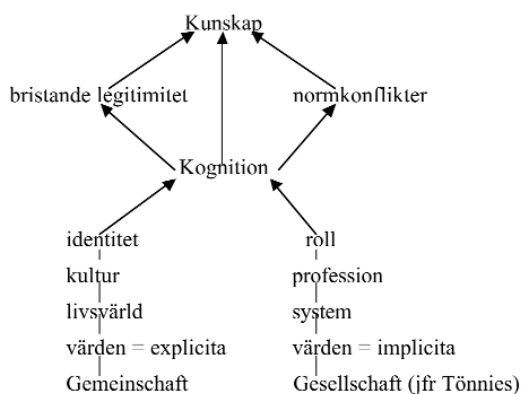 Kunskap
bristande legitimitet normkonflikter
Kognition
identitet roll
kultur profession
livsvärld system
värden = explicita värden = implicita
Gemeinschaft Gesellschaft (jfr Tönnies)